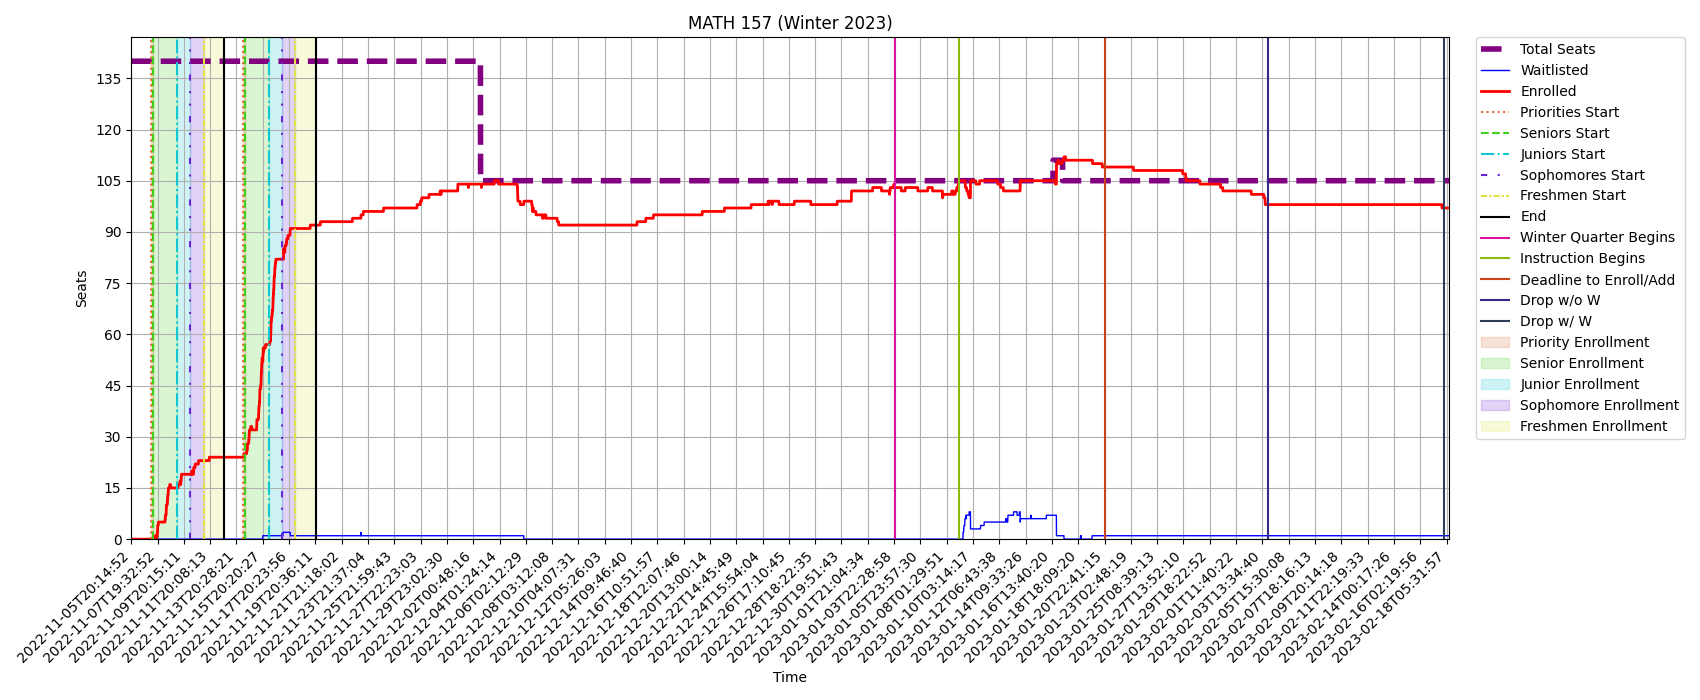 MATH 157 (Winter 2023)
Seats
135
120
105
90
75
60
45
30
15
0
2022-11-05T20:14:52
2022-11-07T19:32:52
2022-11-09T20:15:11
2022-11-11T20:08:13
2022-11-13T20:28:21
2022-11-15T20:20:27
2022-11-17T20:23:56
2022-11-19T20:36:11
2022-11-21T21:18:02
2022-11-23T21:37:04
2022-11-25T21:59:43
2022-11-27T22:23:03
2022-11-29T23:02:30
2022-12-02T00:48:16
2022-12-04T01:24:14
2022-12-06T02:12:29
2022-12-08T03:12:08
2022-12-10T04:07:31
2022-12-12T05:26:03
2022-12-14T09:46:40
2022-12-16T10:51:57
2022-12-18T12:07:46
2022-12-20T13:00:14
2022-12-22T14:45:49
2022-12-24T15:54:04
2022-12-26T17:10:45
2022-12-28T18:22:35
2022-12-30T19:51:43
2023-01-01T21:04:34
2023-01-03T22:28:58
2023-01-05T23:57:30
2023-01-08T01:29:51
2023-01-10T03:14:17
2023-01-12T06:43:38
2023-01-14T09:33:26
2023-01-16T13:40:20
2023-01-18T18:09:20
2023-01-20T22:41:15
2023-01-23T02:48:19
2023-01-25T08:39:13
2023-01-27T13:52:10
2023-01-29T18:22:52
2023-02-01T11:40:22
2023-02-03T13:34:40
2023-02-05T15:30:08
2023-02-07T18:16:13
2023-02-09T20:14:18
2023-02-11T22:19:33
2023-02-14T00:17:26
2023-02-16T02:19:56
2023-02-18T05:31:57
Time
Total Seats
Waitlisted
Enrolled
Priorities Start
Seniors Start
Juniors Start
Sophomores Start
Freshmen Start
End
Winter Quarter Begins
Instruction Begins
Deadline to Enroll/Add
Drop w/o W
Drop w/ W
Priority Enrollment
Senior Enrollment
Junior Enrollment
Sophomore Enrollment
Freshmen Enrollment